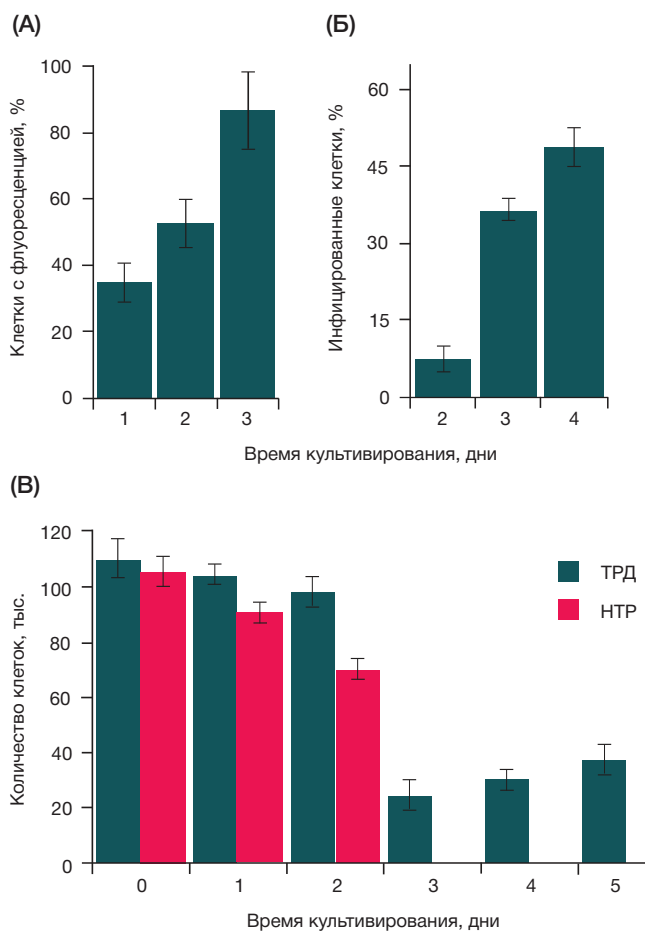 (А)
(Б)
Клетки с флуоресценцией, %
100
80
60
40
20
0
1 2 3
Инфицированные клетки, %
60
45
30
15
0
2 3 4
Время культивирования, дни
(В)
Количество клеток, тыс.
120
100
80
60
40
20
0
ТРД
НТР
0 1 2 3 4 5
Время культивирования, дни